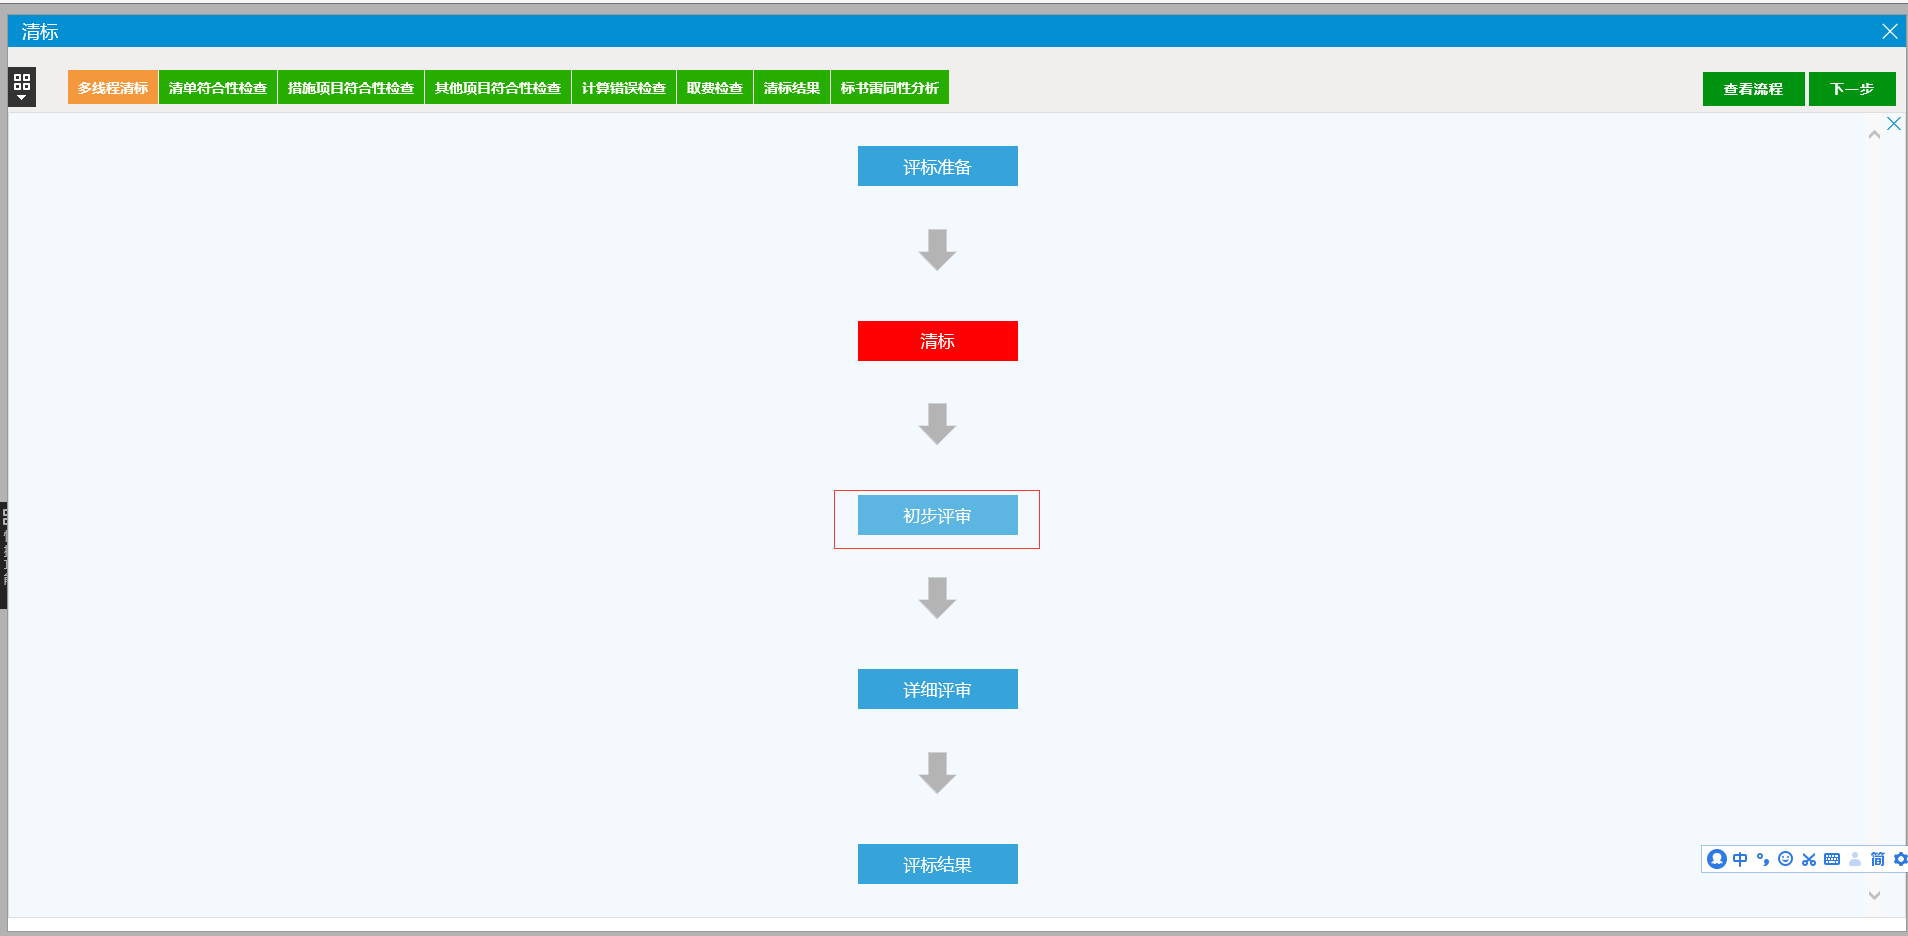 清标
多线程清标 清单符合性检查 措施项目符合性检查 其他项目符合性检查 计算错误检查 取费检查 清标结果 标书雷同性分析 查看流程 下一步
评标准备
清标
初步评审
详细评审
评标结果
中 简